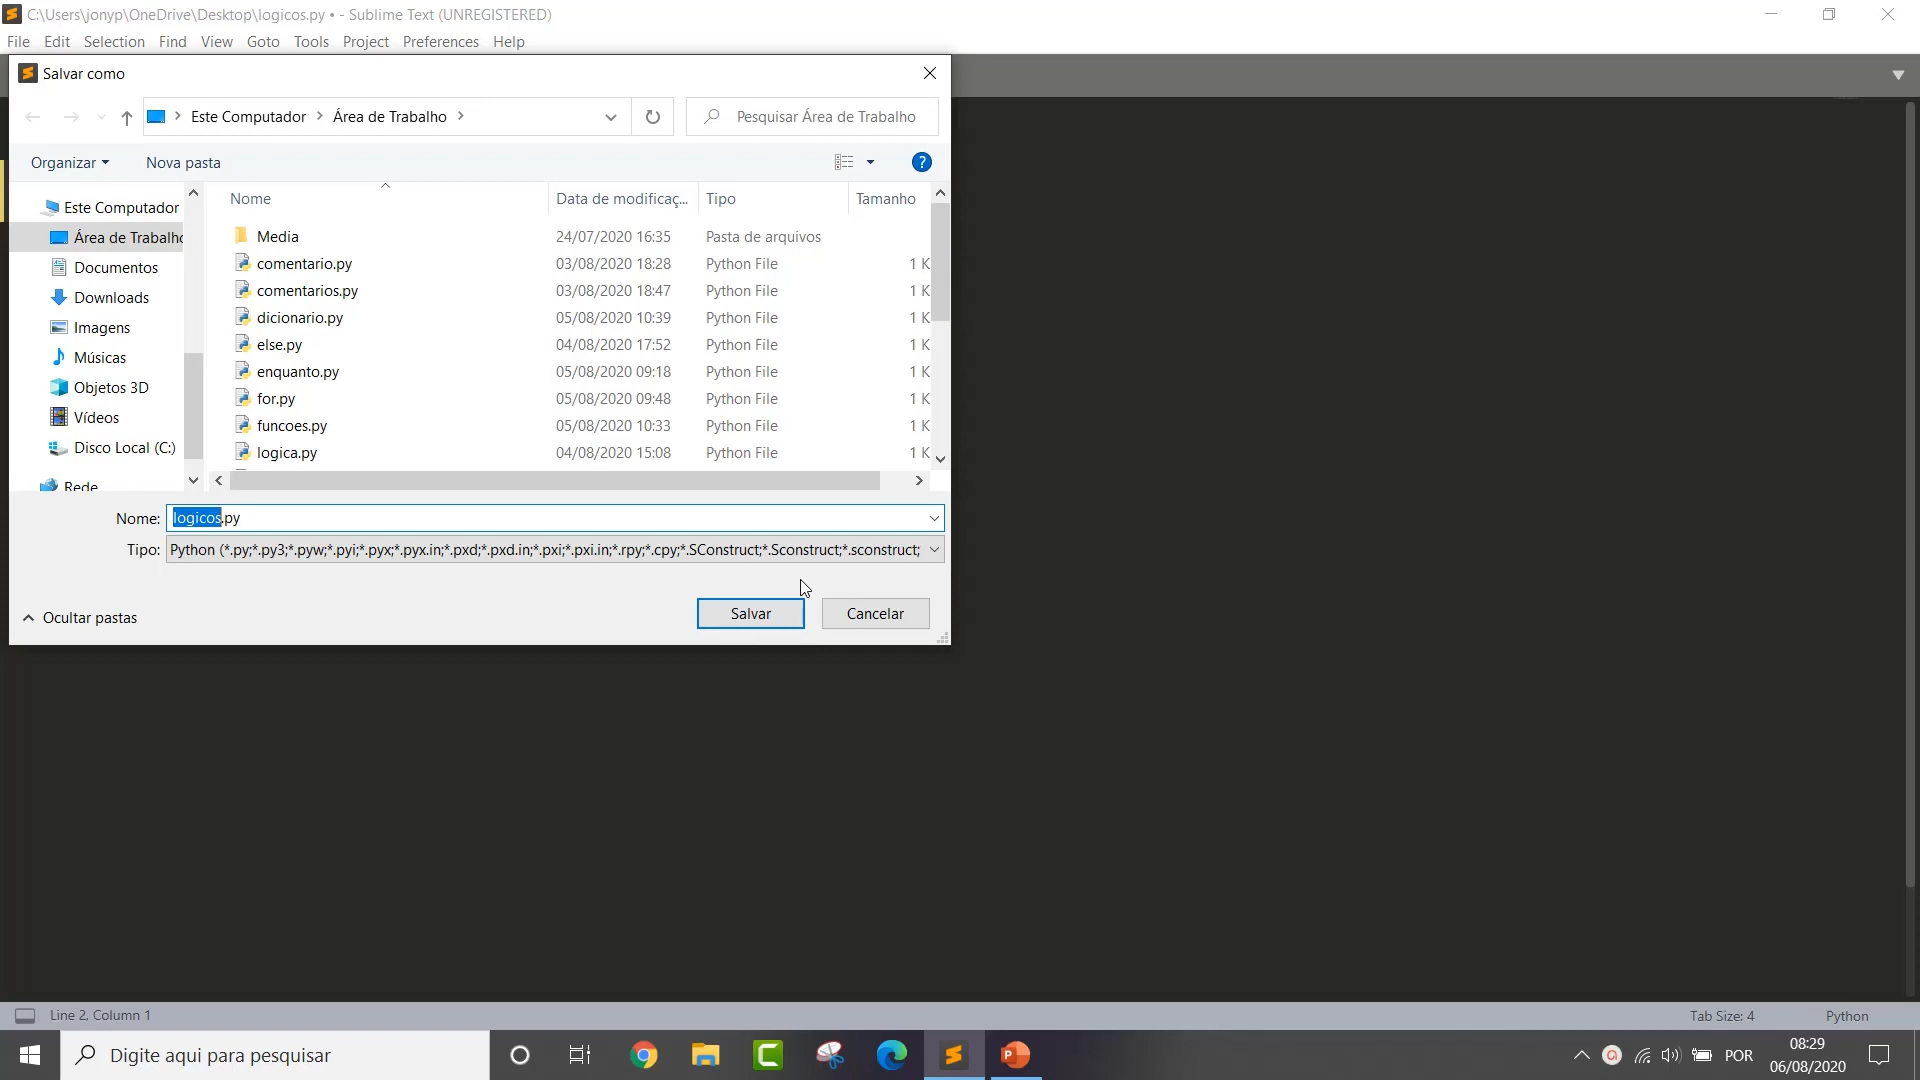 C:\Users\jonyp\OneDrive\Desktop\logicos.py • - Sublime Text (UNREGISTERED)
File Edit Selection Find View Goto Tools Project Preferences Help
Salvar como
Este Computador > Área de Trabalho >
Pesquisar Área de Trabalho
Organizar Nova pasta
Este Computador
Área de Trabalho
Documentos
Downloads
Imagens
Músicas
Objetos 3D
Vídeos
Disco Local (C:)
Rede
Nome Data de modificaç... Tipo Tamanho
Media 24/07/2020 16:35 Pasta de arquivos
comentario.py 03/08/2020 18:28 Python File 1 K
comentarios.py 03/08/2020 18:47 Python File 1 K
dicionario.py 05/08/2020 10:39 Python File 1 K
else.py 04/08/2020 17:52 Python File 1 K
enquanto.py 05/08/2020 09:18 Python File 1 K
for.py 05/08/2020 09:48 Python File 1 K
funcoes.py 05/08/2020 10:33 Python File 1 K
logica.py 04/08/2020 15:08 Python File 1 K
Nome: logicos.py
Tipo: Python (*.py;*.py3;*.pyw;*.pyi;*.pyx;*.pyx.in;*.pxd;*.pxd.in;*.pxi;*.pxi.in;*.rpy;*.cpy;*.SConstruct;*.Sconstruct;*.sconstruct;
Ocultar pastas
Salvar Cancelar
Line 2, Column 1
Tab Size: 4 Python
Digite aqui para pesquisar
POR
08:29
06/08/2020